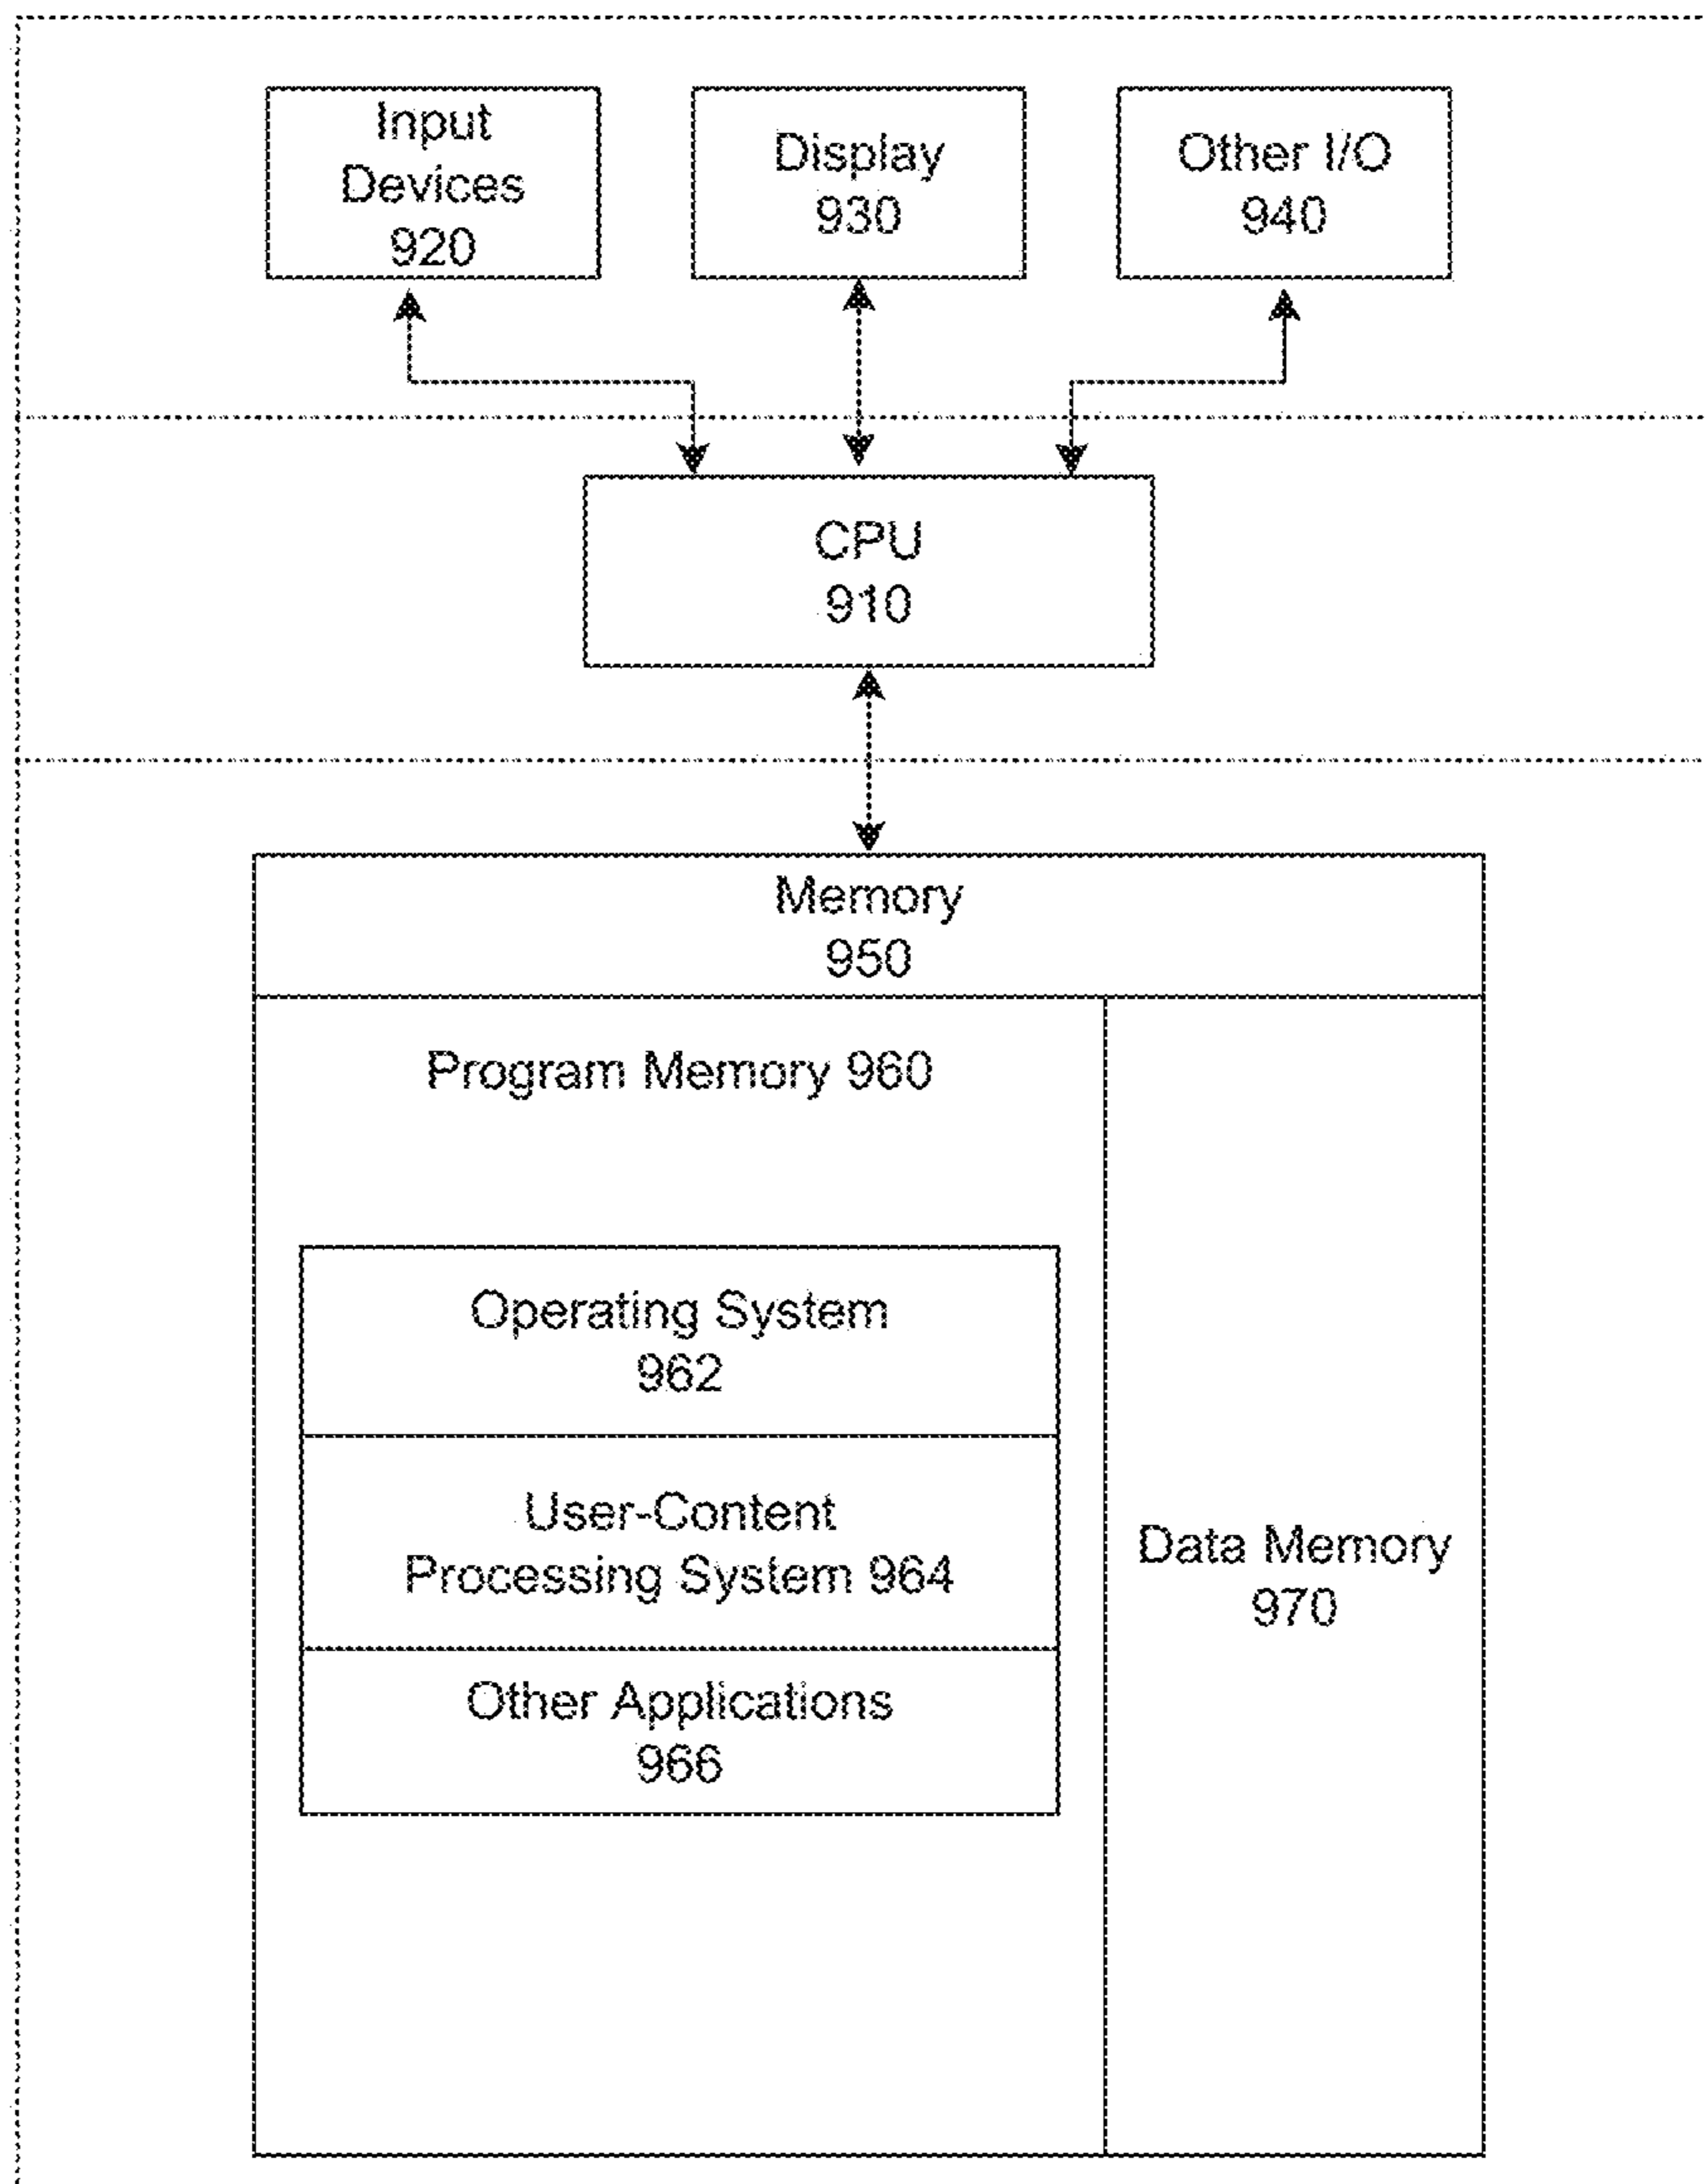 Input
Devices
920
Display
930
Other I/O
940
CPU
910
Memory
950
Program Memory 960
Operating System
962
User-Content
Processing System 964
Other Applications
966
Data Memory
970